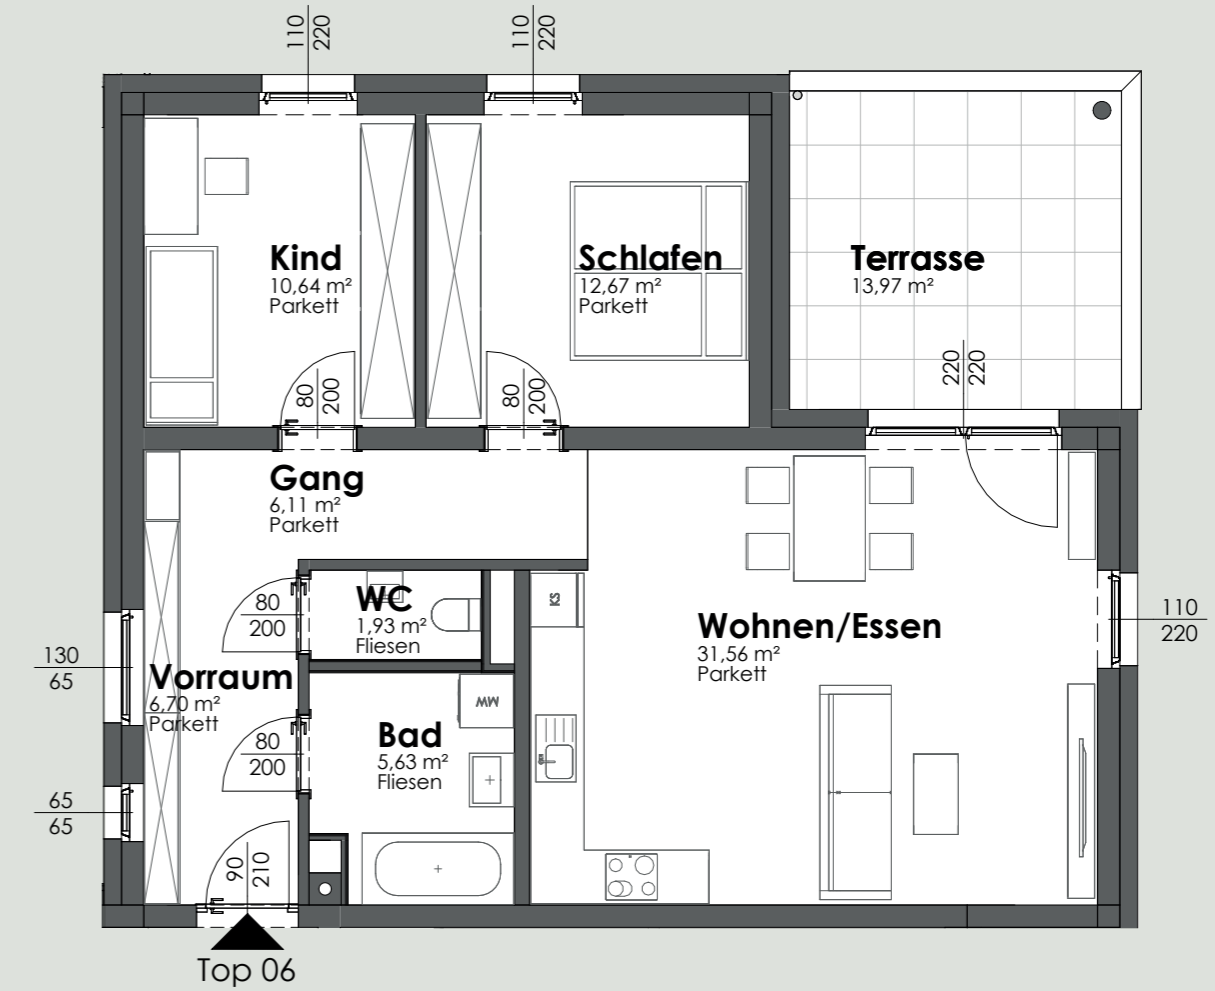 110
220
110
220
Kind
10,64 m²
Parkett
Schlafen
12,67 m²
Parkett
Terrasse
13,97 m²
220
220
80
200
80
200
Gang
6,11 m²
Parkett
WC
1,93 m²
Fliesen
KS
80
200
110
220
Wohnen/Essen
31,56 m²
Parkett
130
65
Vorraum
6,70 m²
Parkett
MW
Bad
5,63 m²
Fliesen
80
200
65
65
90
210
Top 06